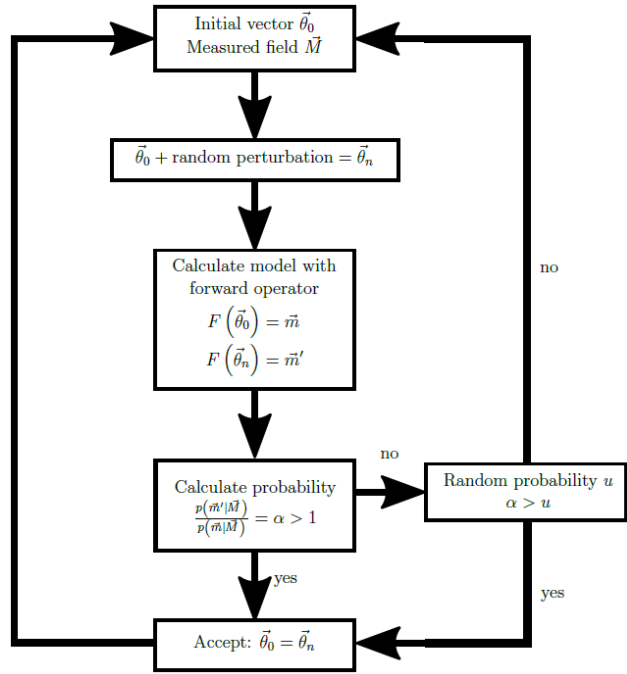 Initial vector θ⃗₀
Measured field M⃗
θ⃗₀ + random perturbation = θ⃗ₙ
Calculate model with
forward operator
F(θ⃗₀) = m⃗
F(θ⃗ₙ) = m⃗′
no
no
Calculate probability
p(m⃗′|M⃗) / p(m⃗|M⃗) = α > 1
Random probability u
α > u
yes
yes
Accept: θ⃗₀ = θ⃗ₙ